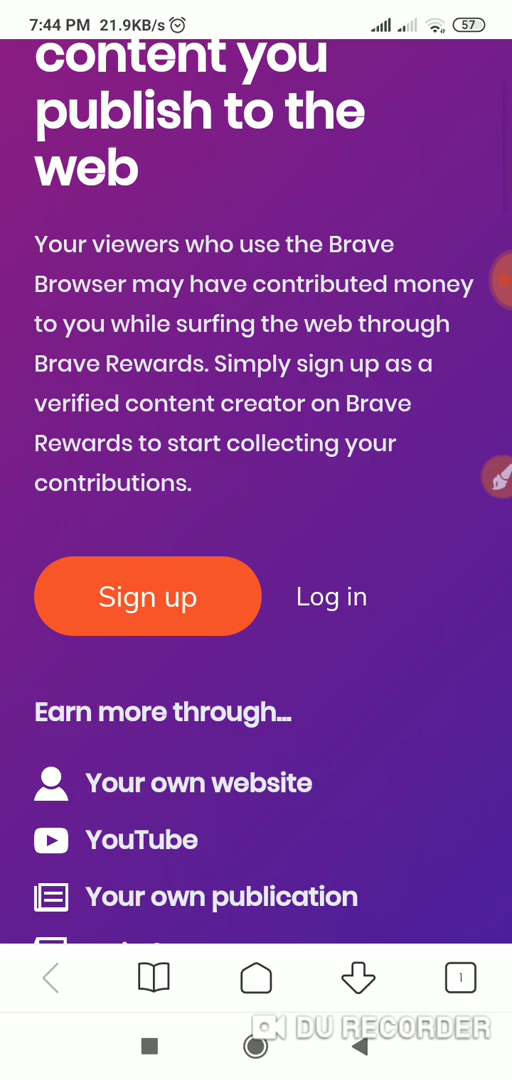 7:44 PM 21.9KB/s 57
content you
publish to the
web
Your viewers who use the Brave
Browser may have contributed money
to you while surfing the web through
Brave Rewards. Simply sign up as a
verified content creator on Brave
Rewards to start collecting your
contributions.
Sign up Log in
Earn more through...
Your own website
YouTube
Your own publication
1
DU RECORDER